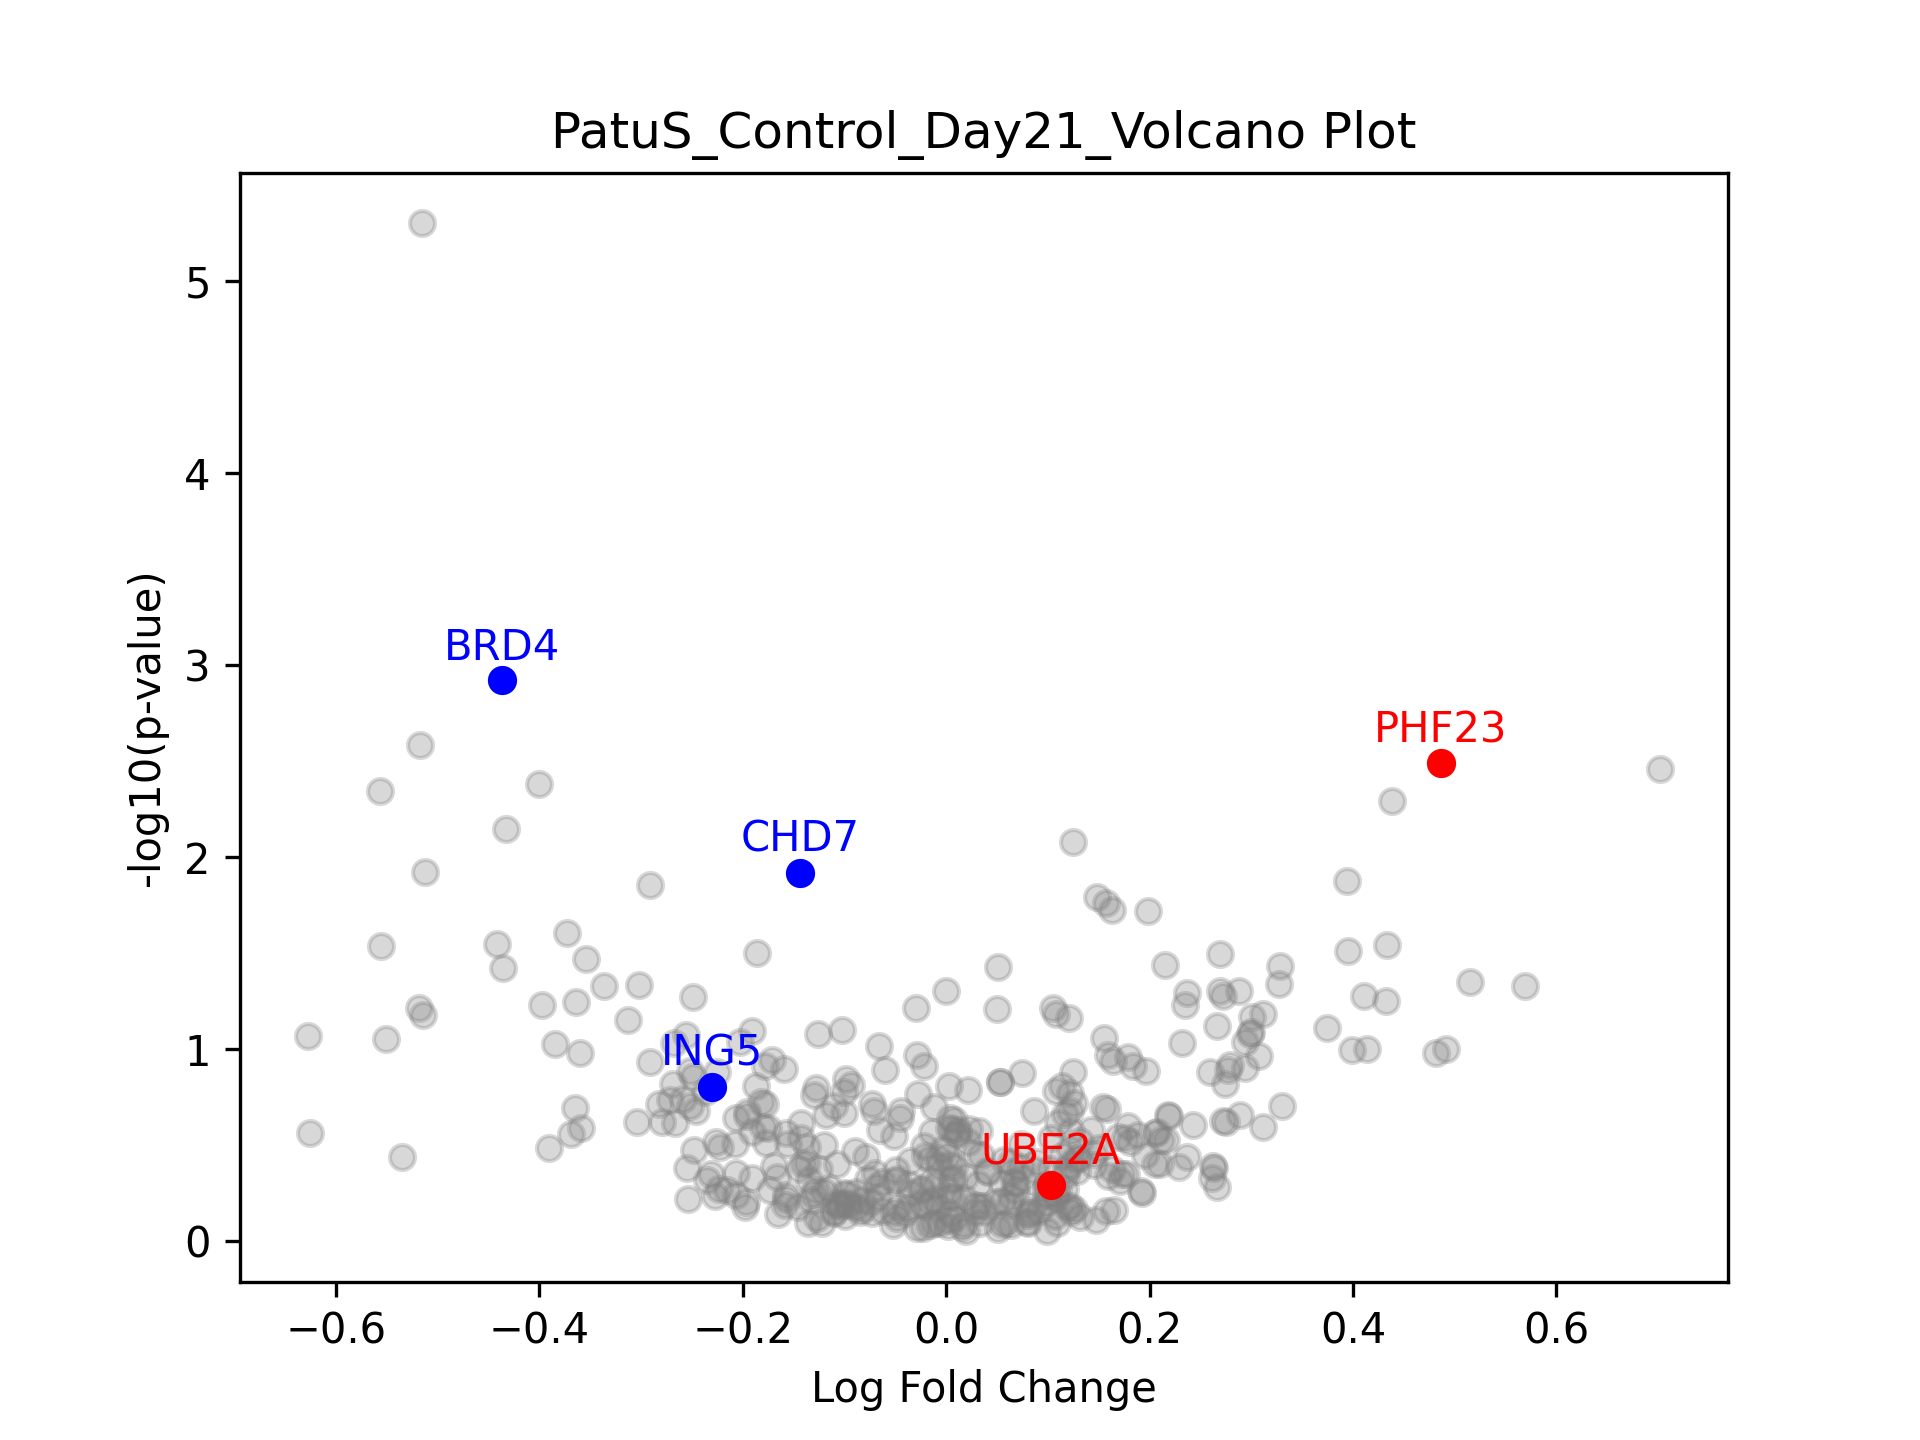 PatuS_Control_Day21_Volcano Plot
5
4
3
2
1
0
-log10(p-value)
BRD4
PHF23
CHD7
ING5
UBE2A
−0.6
−0.4
−0.2
0.0
0.2
0.4
0.6
Log Fold Change